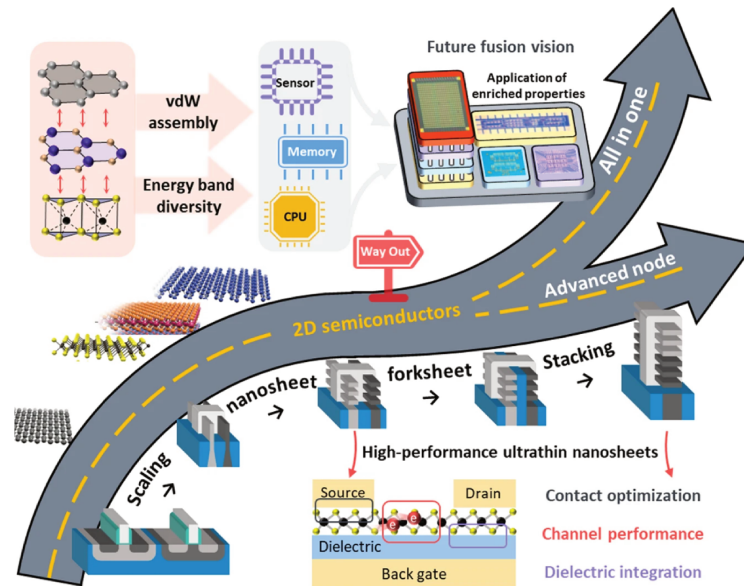 Future fusion vision
vdW
assembly
Energy band
diversity
Sensor
Memory
CPU
Application of
enriched properties
All in one
Way Out
Advanced node
2D semiconductors
Scaling
nanosheet
forksheet
Stacking
High-performance ultrathin nanosheets
Source
Drain
e
e
Dielectric
Back gate
Contact optimization
Channel performance
Dielectric integration